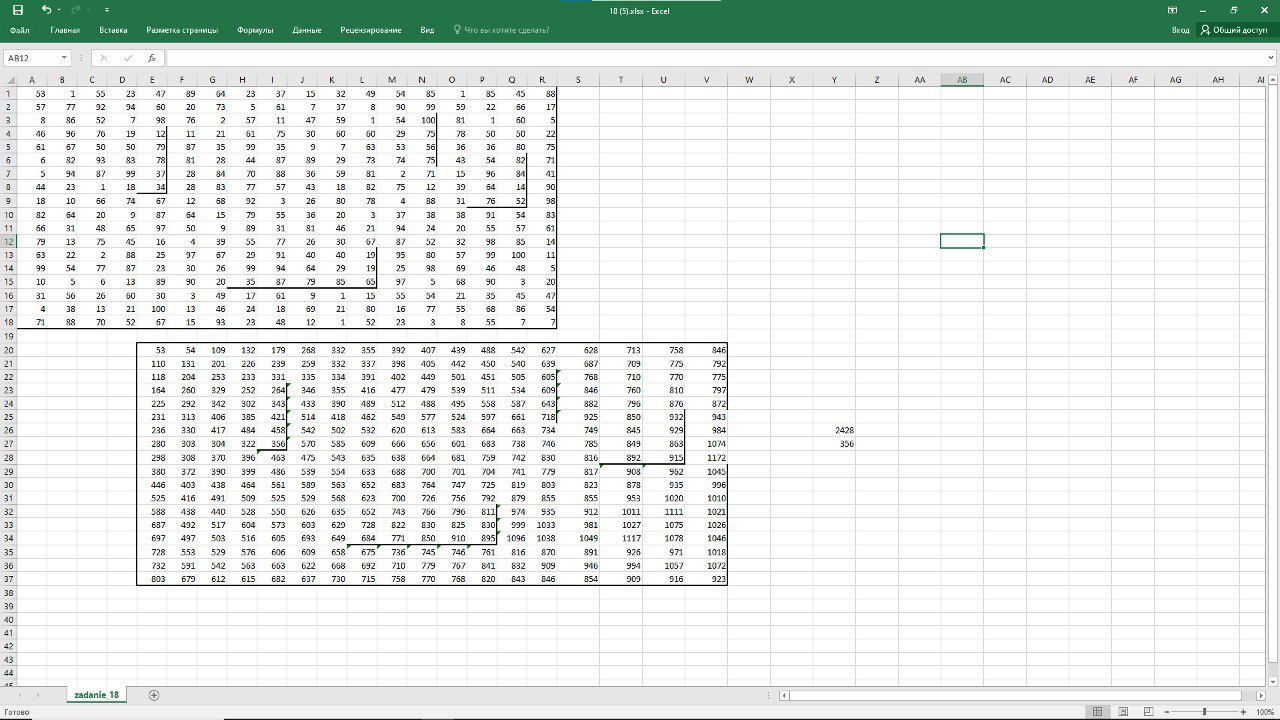 18 (5).xlsx - Excel
Файл Главная Вставка Разметка страницы Формулы Данные Рецензирование Вид Что вы хотите сделать? Вход Общий доступ
AB12 fx
A B C D E F G H I J K L M N O P Q R S T U V W X Y Z AA AB AC AD AE AF AG AH AI
1 53 1 55 23 47 89 64 23 37 15 32 49 54 85 1 85 45 88
2 57 77 92 94 60 20 73 5 61 7 37 8 90 99 59 22 66 17
3 8 86 52 7 98 76 2 57 11 47 59 1 54 100 81 1 60 5
4 46 96 76 19 12 11 21 61 75 30 60 60 29 75 78 50 50 22
5 61 67 50 50 79 87 35 99 35 9 7 63 53 56 36 36 80 75
6 6 82 93 83 78 81 28 44 87 89 29 73 74 75 43 54 82 71
7 5 94 87 99 37 28 84 70 88 36 59 81 2 71 15 96 84 41
8 44 23 1 18 34 28 83 77 57 43 18 82 75 12 39 64 14 90
9 18 10 66 74 67 12 68 92 3 26 80 78 4 88 31 76 52 98
10 82 64 20 9 87 64 15 79 55 36 20 3 37 38 38 91 54 83
11 66 31 48 65 97 50 9 89 31 81 46 21 94 24 20 55 57 61
12 79 13 75 45 16 4 39 55 77 26 30 67 87 52 32 98 85 14
13 63 22 2 88 25 97 67 29 91 40 40 19 95 80 57 99 100 11
14 99 54 77 87 23 30 26 99 94 64 29 19 25 98 69 46 48 5
15 10 5 6 13 89 90 20 35 87 79 85 65 97 5 68 90 3 20
16 31 56 26 60 30 3 49 17 61 9 1 15 55 54 21 35 45 47
17 4 38 13 21 100 13 46 24 18 69 21 80 16 77 55 68 86 54
18 71 88 70 52 67 15 93 23 48 12 1 52 23 3 8 55 7 7
19
20 53 54 109 132 179 268 332 355 392 407 439 488 542 627 628 713 758 846
21 110 131 201 226 239 259 332 337 398 405 442 450 540 639 687 709 775 792
22 118 204 253 233 331 335 334 391 402 449 501 451 505 605 768 710 770 775
23 164 260 329 252 264 346 355 416 477 479 539 511 534 609 846 760 810 797
24 225 292 342 302 343 433 390 489 512 488 495 558 587 643 882 796 876 872
25 231 313 406 385 421 514 418 462 549 577 524 597 661 718 925 850 932 943
26 236 330 417 484 458 542 502 532 620 613 583 664 663 734 749 845 929 984 2428
27 280 303 304 322 356 570 585 609 666 656 601 683 738 746 785 849 863 1074 356
28 298 308 370 396 463 475 543 635 638 664 681 759 742 830 816 892 915 1172
29 380 372 390 399 486 539 554 633 688 700 701 704 741 779 817 908 962 1045
30 446 403 438 464 561 589 563 652 683 764 747 725 819 803 823 878 935 996
31 525 416 491 509 525 529 568 623 700 726 756 792 879 855 855 953 1020 1010
32 588 438 440 528 550 626 635 652 743 766 796 811 974 935 912 1011 1111 1021
33 687 492 517 604 573 603 629 728 822 830 825 830 999 1033 981 1027 1075 1026
34 697 497 503 516 605 693 649 684 771 850 910 895 1096 1038 1049 1117 1078 1046
35 728 553 529 576 606 609 658 675 736 745 746 761 816 870 891 926 971 1018
36 732 591 542 563 663 622 668 692 710 779 767 841 832 909 946 994 1057 1072
37 803 679 612 615 682 637 730 715 758 770 768 820 843 846 854 909 916 923
38
39
40
41
42
43
44
zadanie_18
Готово 100%